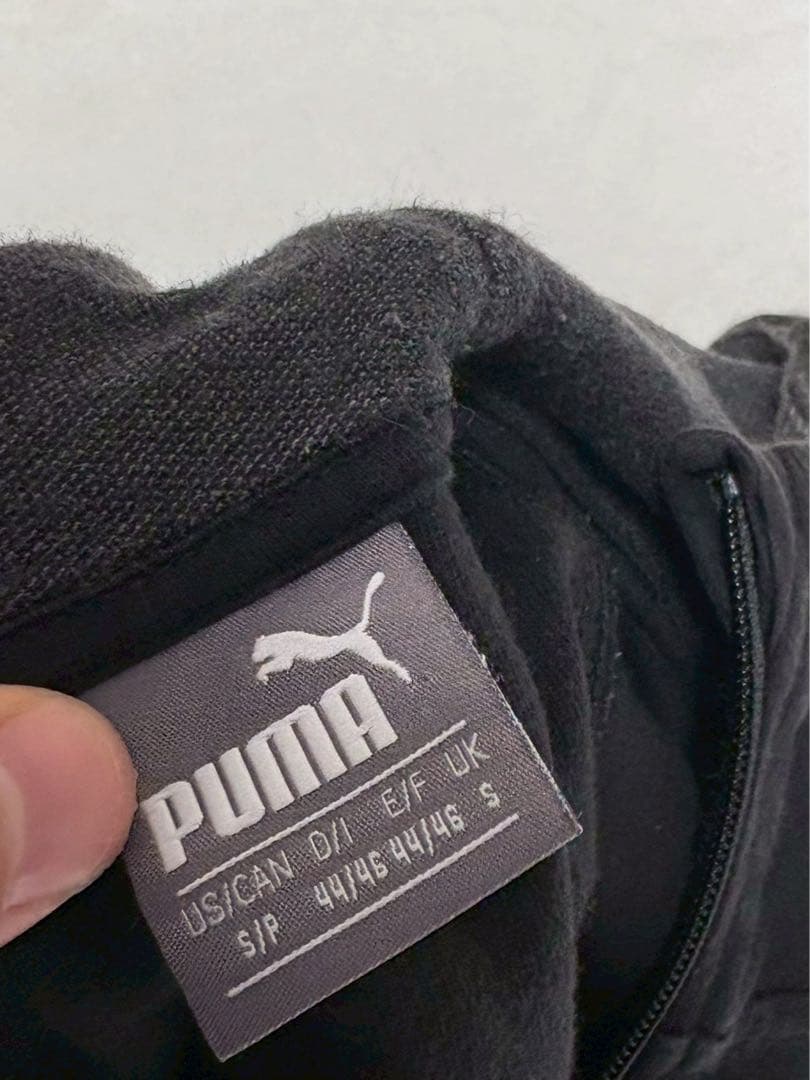 PUMA
US/CAN D/I E/F UK
S/P 44/46 44/46 S